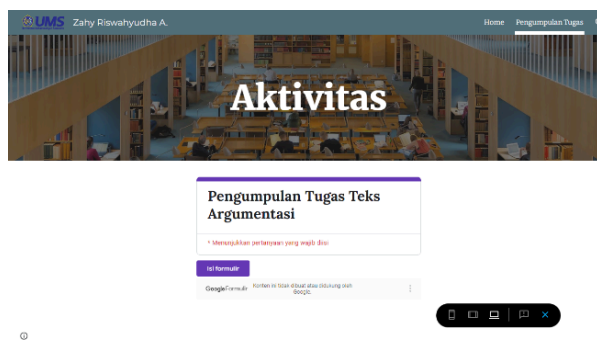 UMS Zahy Riswahyudha A. Home Pengumpulan Tugas
Aktivitas
Pengumpulan Tugas Teks
Argumentasi
* Menunjukkan pertanyaan yang wajib diisi
Isi formulir
Google Formulir Konten ini tidak dibuat atau didukung oleh
Google.